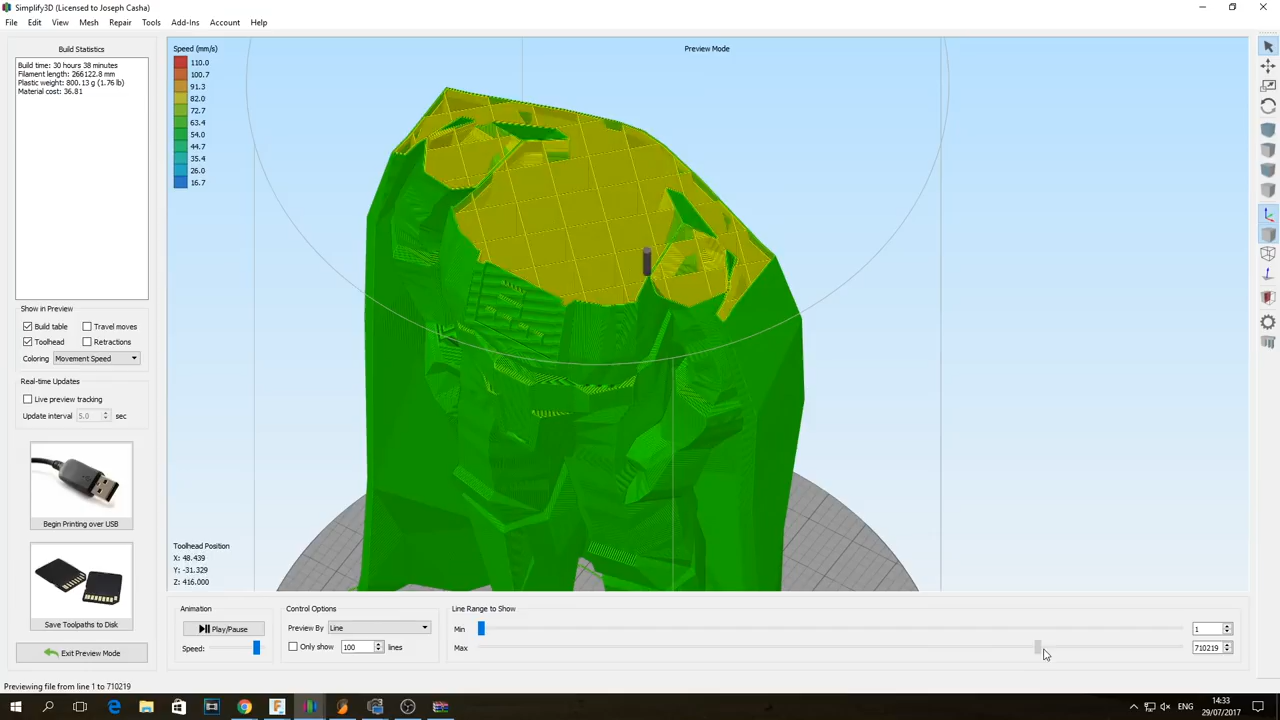 Simplify3D (Licensed to Joseph Casha)
File Edit View Mesh Repair Tools Add-Ins Account Help
Build Statistics
Build time: 30 hours 38 minutes
Filament length: 266122.8 mm
Plastic weight: 800.13 g (1.76 lb)
Material cost: 36.81
Show in Preview
Build table
Travel moves
Toolhead
Retractions
Coloring Movement Speed
Real-time Updates
Live preview tracking
Update interval 5.0 sec
Begin Printing over USB
Save Toolpaths to Disk
Exit Preview Mode
Speed (mm/s)
110.0
100.7
91.3
82.0
72.7
63.4
54.0
44.7
35.4
26.0
16.7
Preview Mode
Toolhead Position
X: 48.439
Y: -31.329
Z: 416.000
Animation
Play/Pause
Speed:
Control Options
Preview By Line
Only show 100 lines
Line Range to Show
Min 1
Max 710219
Previewing file from line 1 to 710219
ENG
14:33
29/07/2017